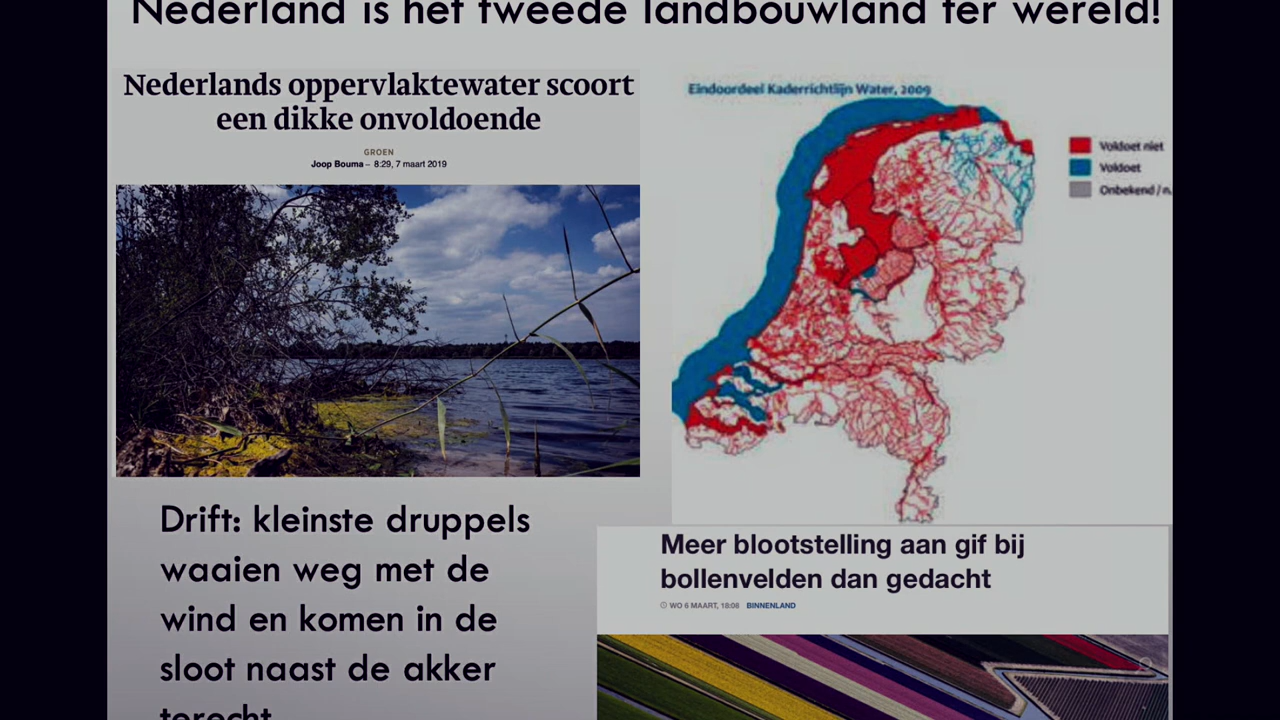 Nederland is het tweede landbouwland ter wereld!
Nederlands oppervlaktewater scoort
een dikke onvoldoende
GROEN
Joop Bouma – 8:29, 7 maart 2019
Eindoordeel Kaderrichtlijn Water, 2009
Voldoet niet
Voldoet
Onbekend / n.
Drift: kleinste druppels
waaien weg met de
wind en komen in de
sloot naast de akker
terecht
Meer blootstelling aan gif bij
bollenvelden dan gedacht
WO 6 MAART, 18:08 BINNENLAND